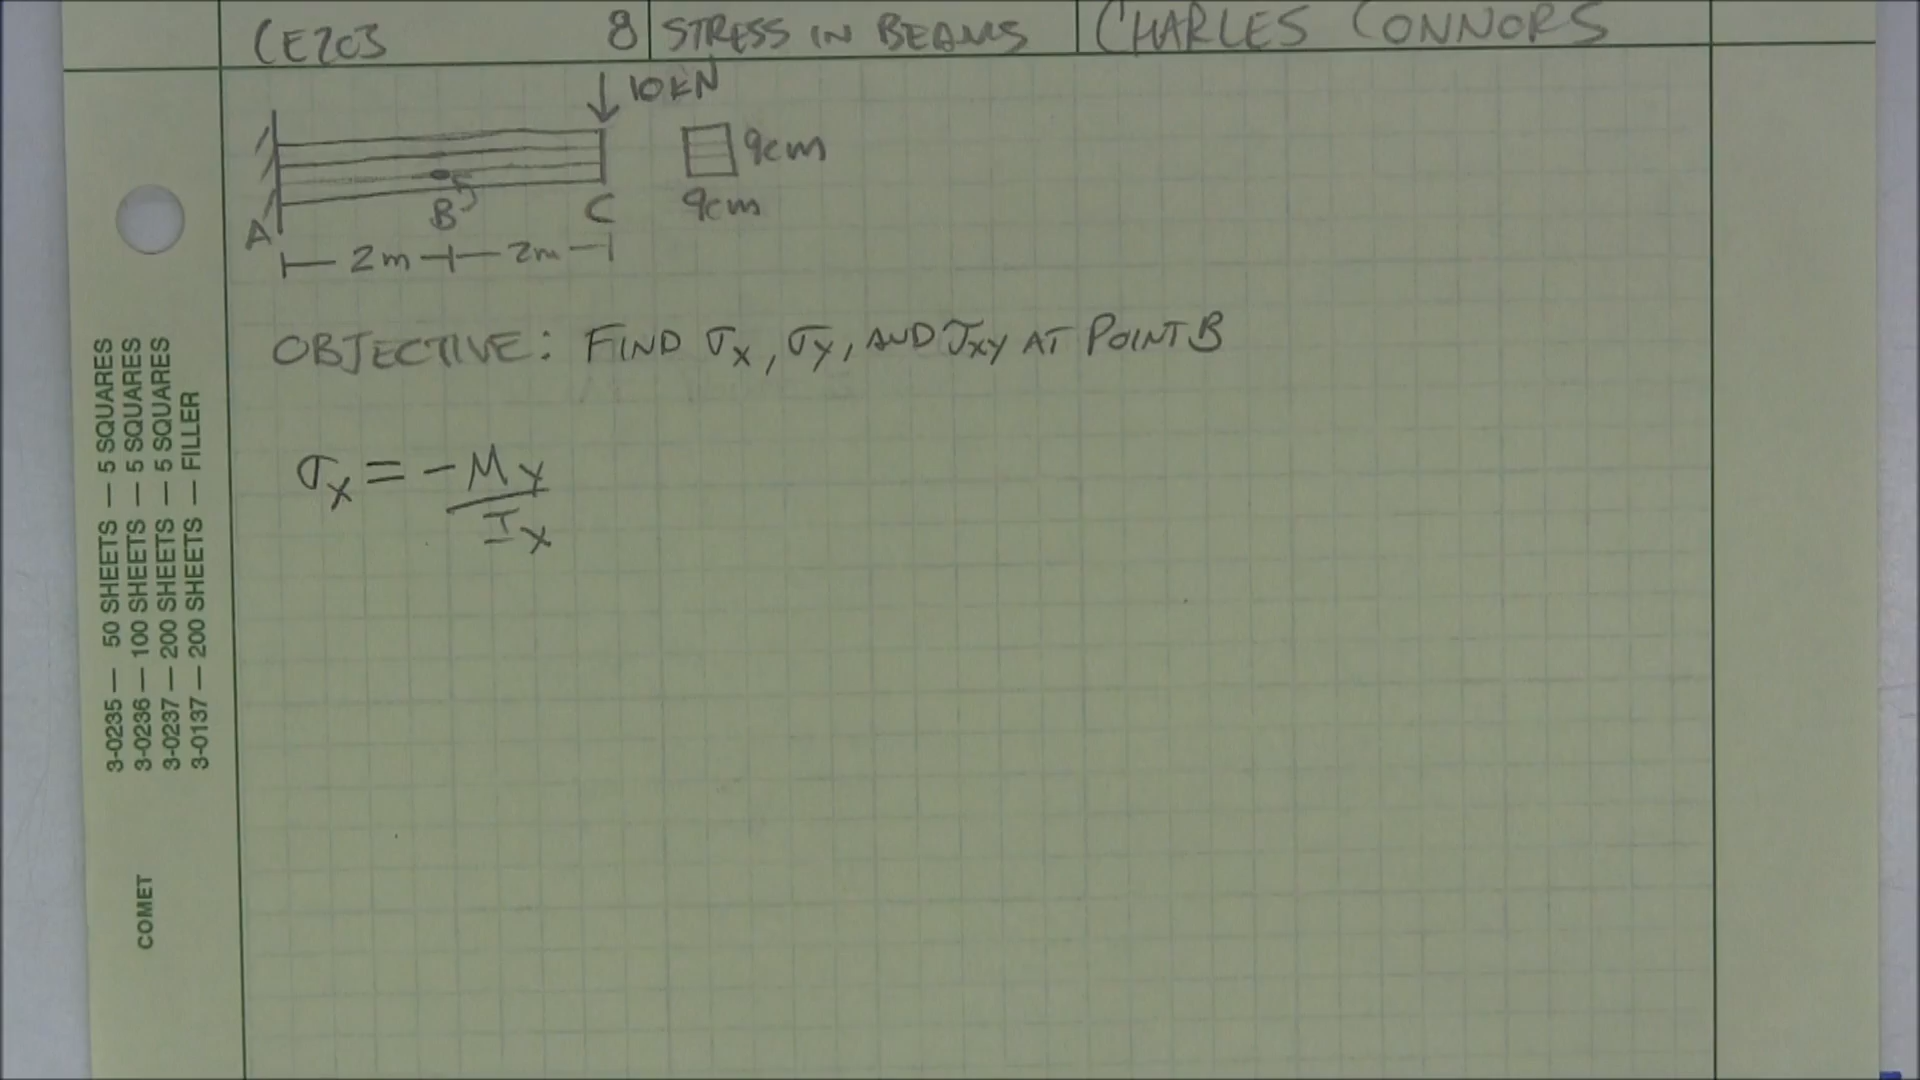 CE203 8 STRESS IN BEAMS CHARLES CONNORS
10kN
9cm
9cm
A B C
2m 2m
OBJECTIVE: FIND σx, σy, AND τxy AT POINT B
σx = -My
Ix
3-0235 — 50 SHEETS — 5 SQUARES
3-0236 — 100 SHEETS — 5 SQUARES
3-0237 — 200 SHEETS — 5 SQUARES
3-0137 — 200 SHEETS — FILLER
COMET